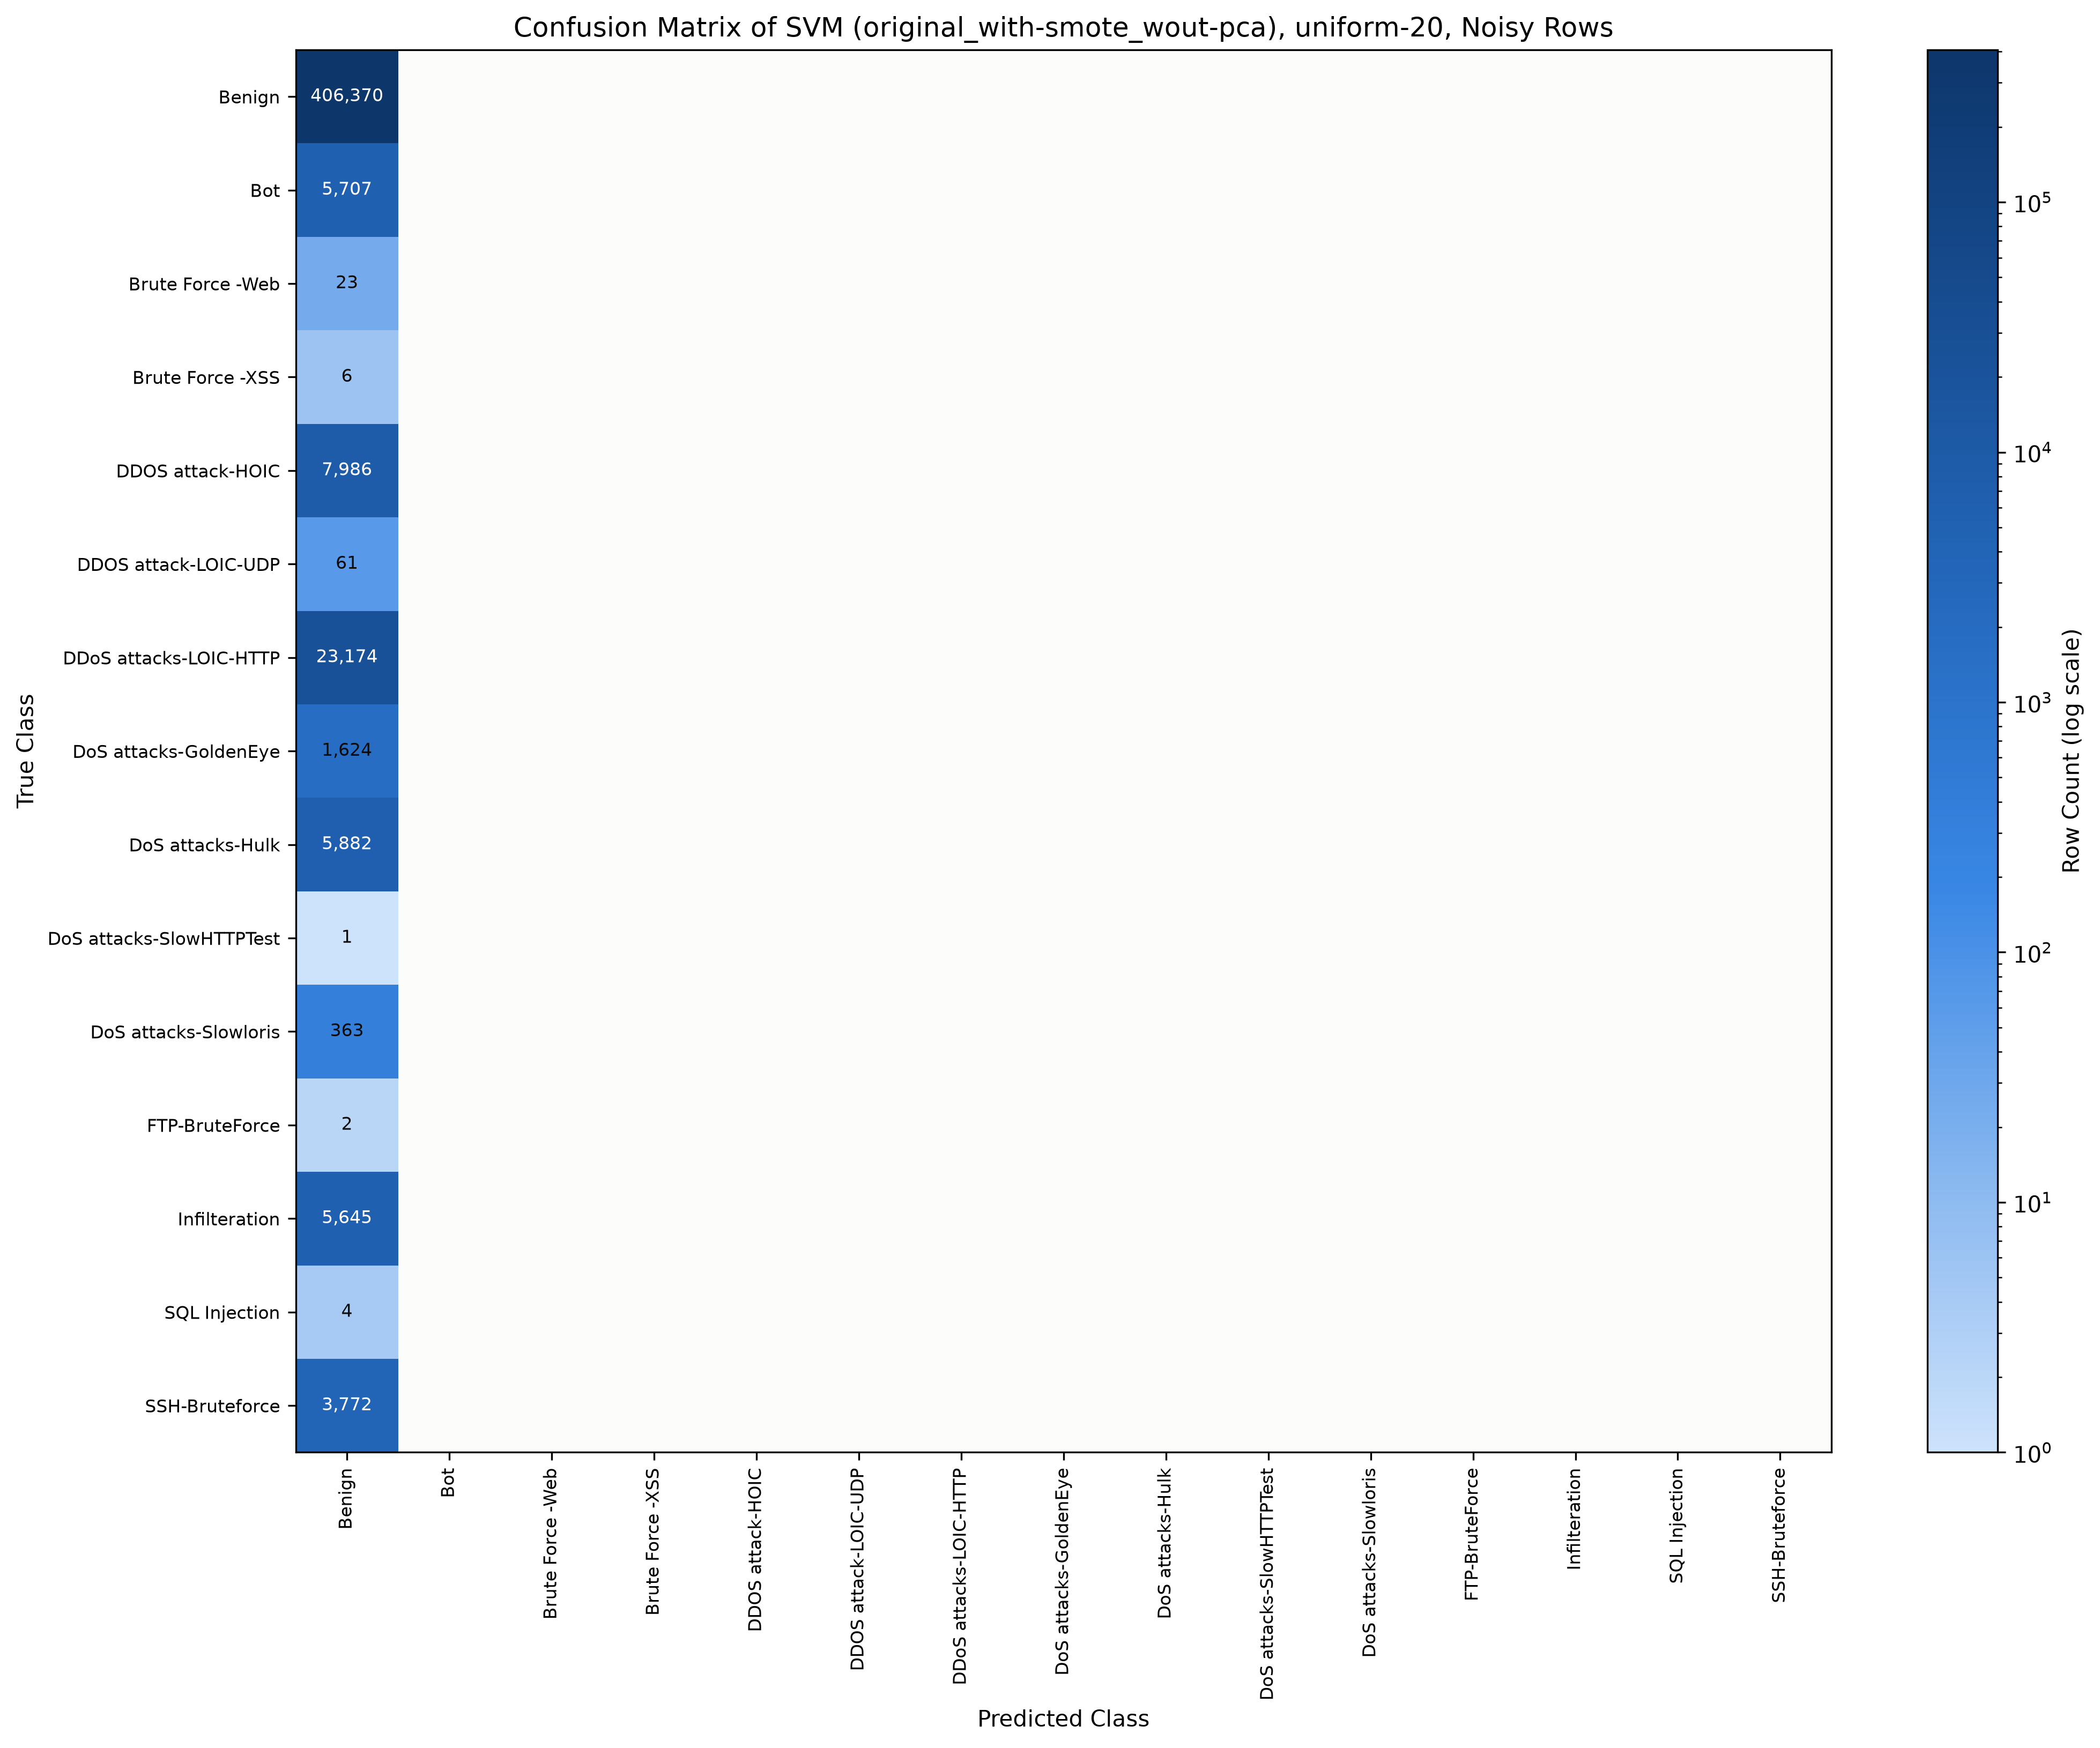 Confusion Matrix of SVM (original_with-smote_wout-pca), uniform-20, Noisy Rows
True Class
Benign 406,370
Bot 5,707
Brute Force -Web 23
Brute Force -XSS 6
DDOS attack-HOIC 7,986
DDOS attack-LOIC-UDP 61
DDoS attacks-LOIC-HTTP 23,174
DoS attacks-GoldenEye 1,624
DoS attacks-Hulk 5,882
DoS attacks-SlowHTTPTest 1
DoS attacks-Slowloris 363
FTP-BruteForce 2
Infilteration 5,645
SQL Injection 4
SSH-Bruteforce 3,772
Benign
Bot
Brute Force -Web
Brute Force -XSS
DDOS attack-HOIC
DDOS attack-LOIC-UDP
DDoS attacks-LOIC-HTTP
DoS attacks-GoldenEye
DoS attacks-Hulk
DoS attacks-SlowHTTPTest
DoS attacks-Slowloris
FTP-BruteForce
Infilteration
SQL Injection
SSH-Bruteforce
Predicted Class
10⁵
10⁴
10³
10²
10¹
10⁰
Row Count (log scale)